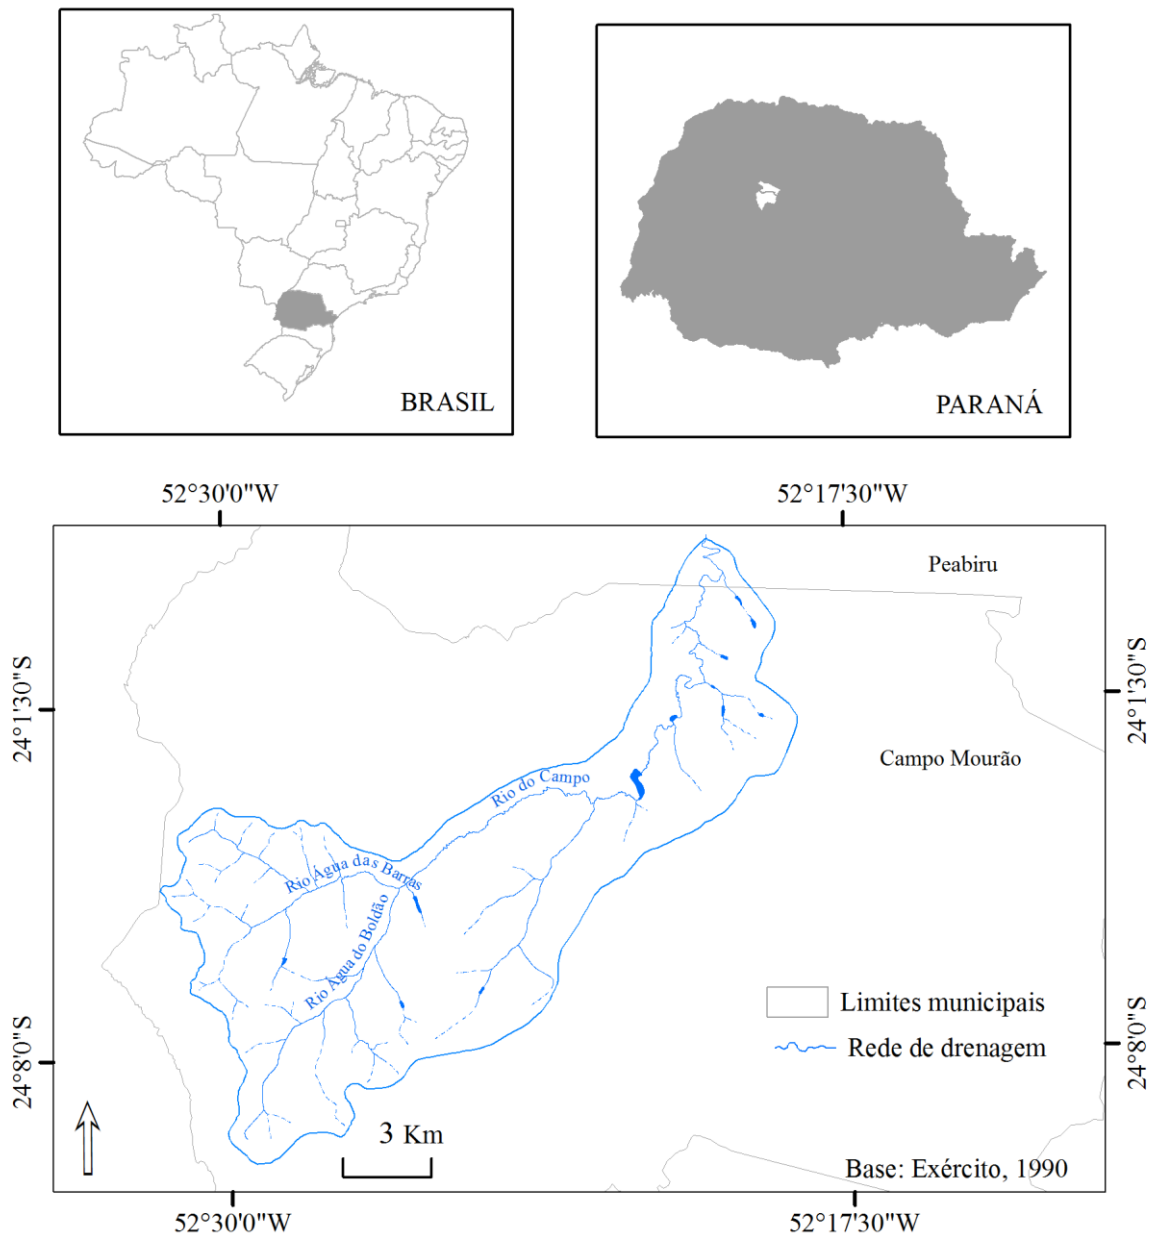 BRASIL
PARANÁ
52°30'0"W
52°17'30"W
Peabiru
24°1'30"S
24°1'30"S
Campo Mourão
Rio do Campo
Rio Água das Barras
Rio Água do Boldão
Limites municipais
Rede de drenagem
24°8'0"S
24°8'0"S
3 Km
Base: Exército, 1990
52°30'0"W
52°17'30"W